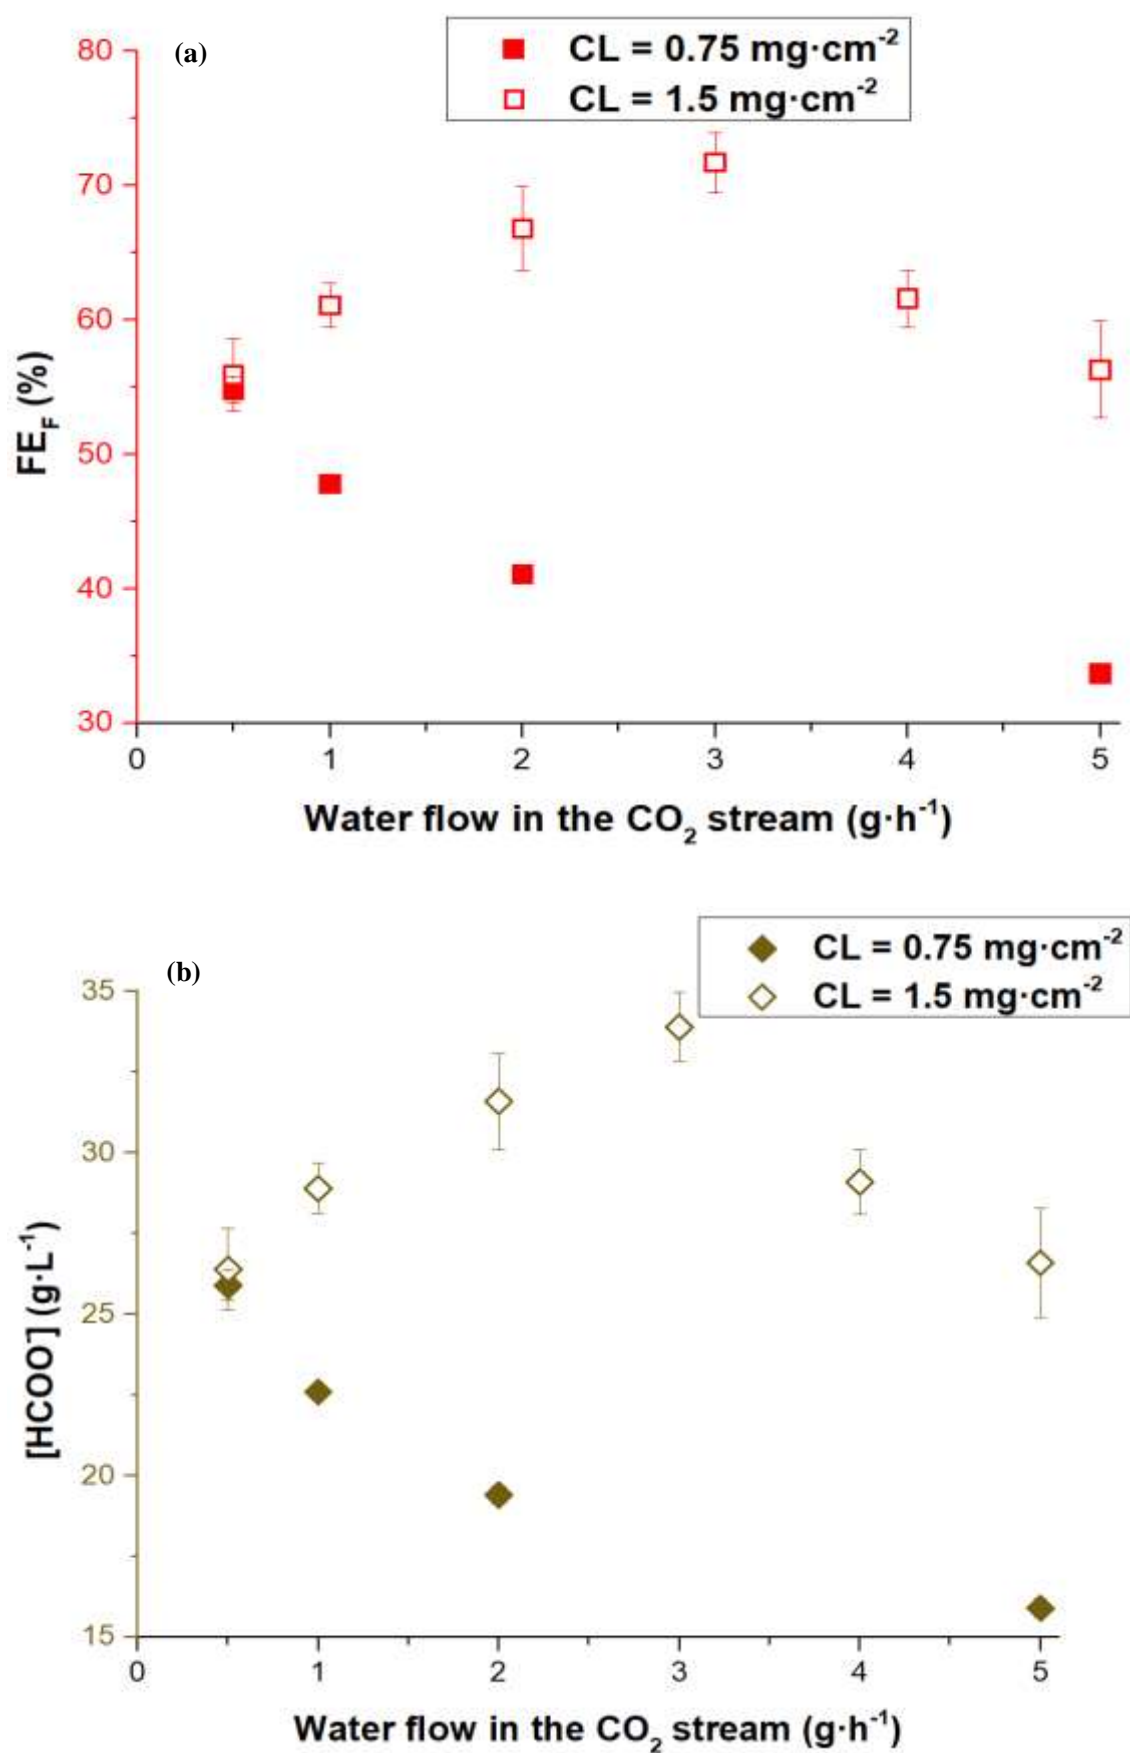 (a)
CL = 0.75 mg·cm⁻²
CL = 1.5 mg·cm⁻²
80
70
60
50
40
30
FE_F (%)
0 1 2 3 4 5
Water flow in the CO₂ stream (g·h⁻¹)
(b)
CL = 0.75 mg·cm⁻²
CL = 1.5 mg·cm⁻²
35
30
25
20
15
[HCOO⁻] (g·L⁻¹)
0 1 2 3 4 5
Water flow in the CO₂ stream (g·h⁻¹)